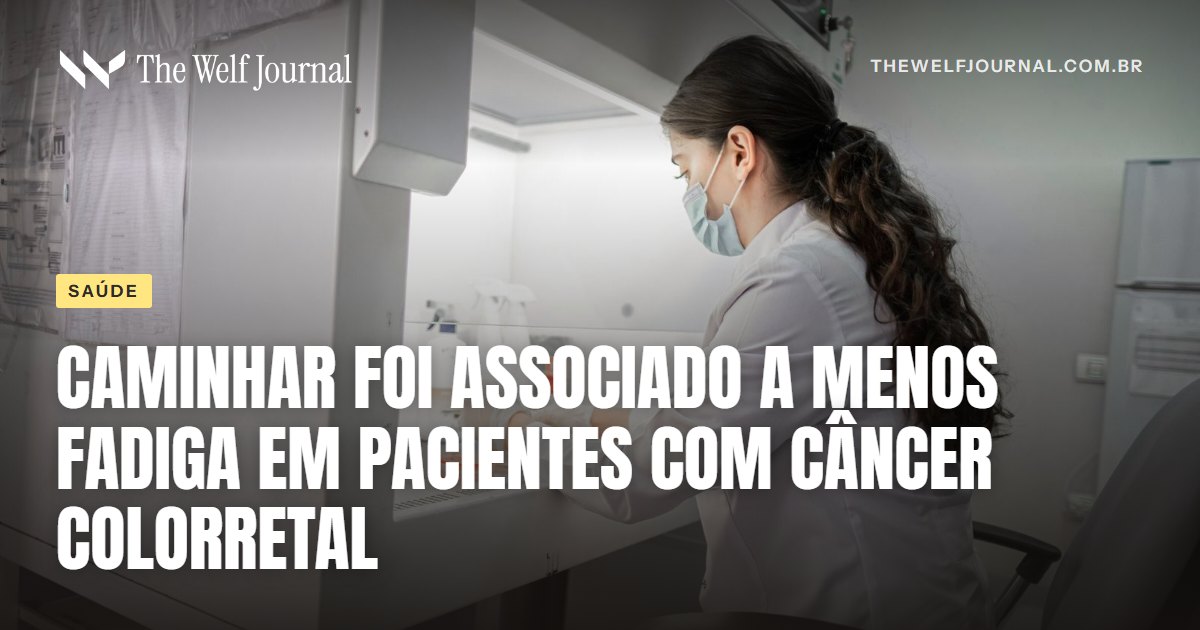 The Welf Journal
THEWELFJOURNAL.COM.BR
SAÚDE
CAMINHAR FOI ASSOCIADO A MENOS
FADIGA EM PACIENTES COM CÂNCER
COLORRETAL